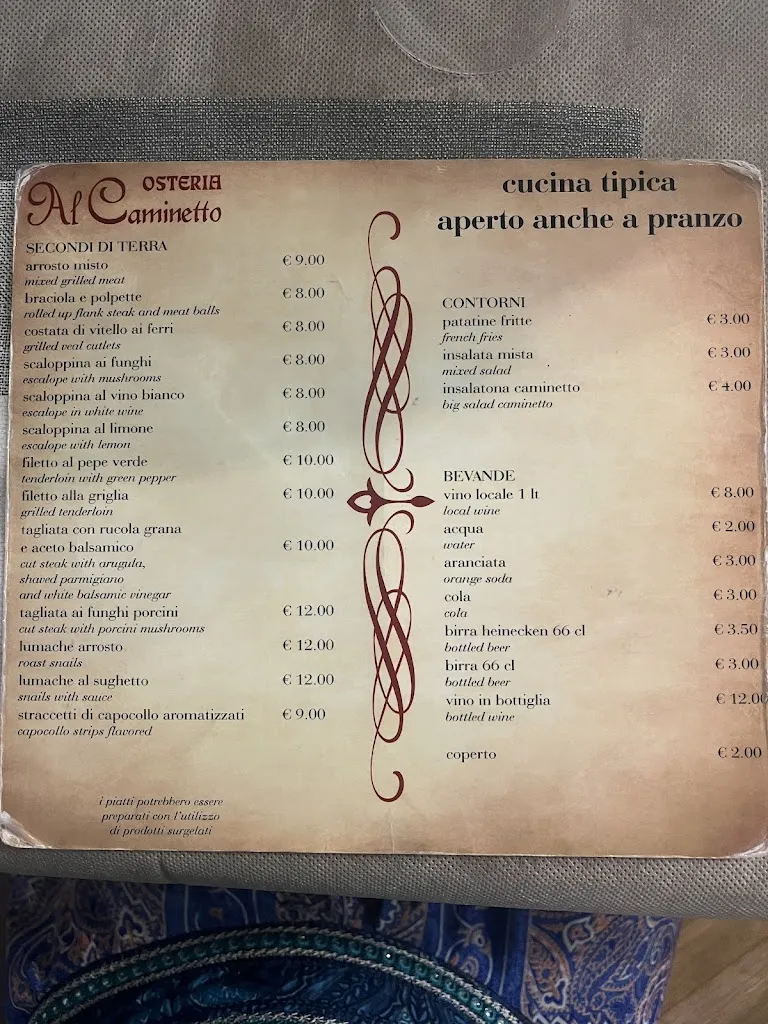 OSTERIA
Al Caminetto
SECONDI DI TERRA
arrosto misto € 9.00
mixed grilled meat
braciola e polpette € 8.00
rolled up flank steak and meat balls
costata di vitello ai ferri € 8.00
grilled veal cutlets
scaloppina ai funghi € 8.00
escalope with mushrooms
scaloppina al vino bianco € 8.00
escalope in white wine
scaloppina al limone € 8.00
escalope with lemon
filetto al pepe verde € 10.00
tenderloin with green pepper
filetto alla griglia € 10.00
grilled tenderloin
tagliata con rucola grana
e aceto balsamico € 10.00
cut steak with arugula,
shaved parmigiano
and white balsamic vinegar
tagliata ai funghi porcini € 12.00
cut steak with porcini mushrooms
lumache arrosto € 12.00
roast snails
lumache al sughetto € 12.00
snails with sauce
straccetti di capocollo aromatizzati € 9.00
capocollo strips flavored
i piatti potrebbero essere
preparati con l'utilizzo
di prodotti surgelati
cucina tipica
aperto anche a pranzo
CONTORNI
patatine fritte € 3.00
french fries
insalata mista € 3.00
mixed salad
insalatona caminetto € 4.00
big salad caminetto
BEVANDE
vino locale 1 lt € 8.00
local wine
acqua € 2.00
water
aranciata € 3.00
orange soda
cola € 3.00
cola
birra heinecken 66 cl € 3.50
bottled beer
birra 66 cl € 3.00
bottled beer
vino in bottiglia € 12.00
bottled wine
coperto € 2.00